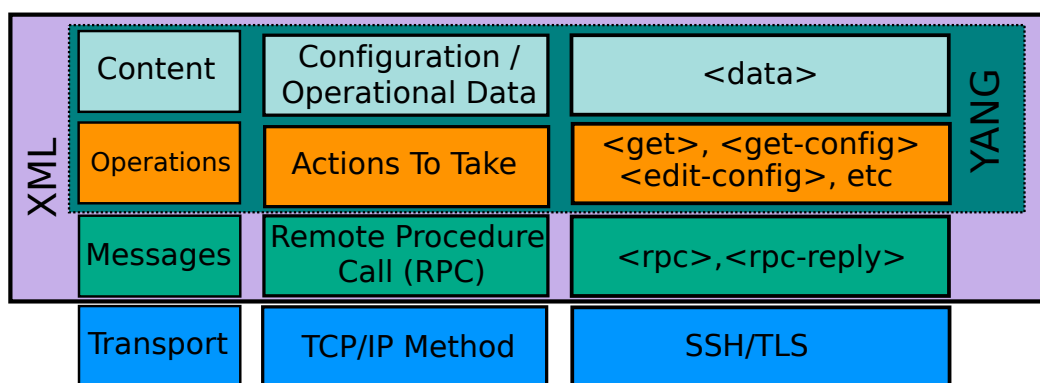 XML
YANG
Content
Configuration /
Operational Data
<data>
Operations
Actions To Take
<get>, <get-config>
<edit-config>, etc
Messages
Remote Procedure
Call (RPC)
<rpc>,<rpc-reply>
Transport
TCP/IP Method
SSH/TLS